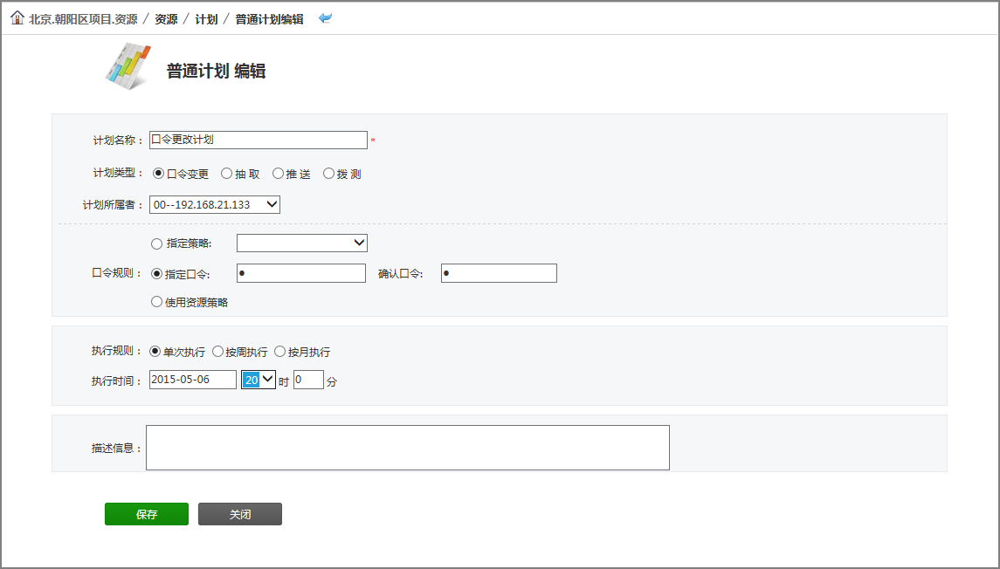 北京.朝阳区项目.资源 / 资源 / 计划 / 普通计划编辑
普通计划 编辑
计划名称： 口令更改计划 *
计划类型： 口令变更 抽 取 推 送 拨 测
计划所属者： 00--192.168.21.133
指定策略:
口令规则： 指定口令: ● 确认口令: ●
使用资源策略
执行规则： 单次执行 按周执行 按月执行
执行时间： 2015-05-06 20 时 0 分
描述信息：
保存 关闭